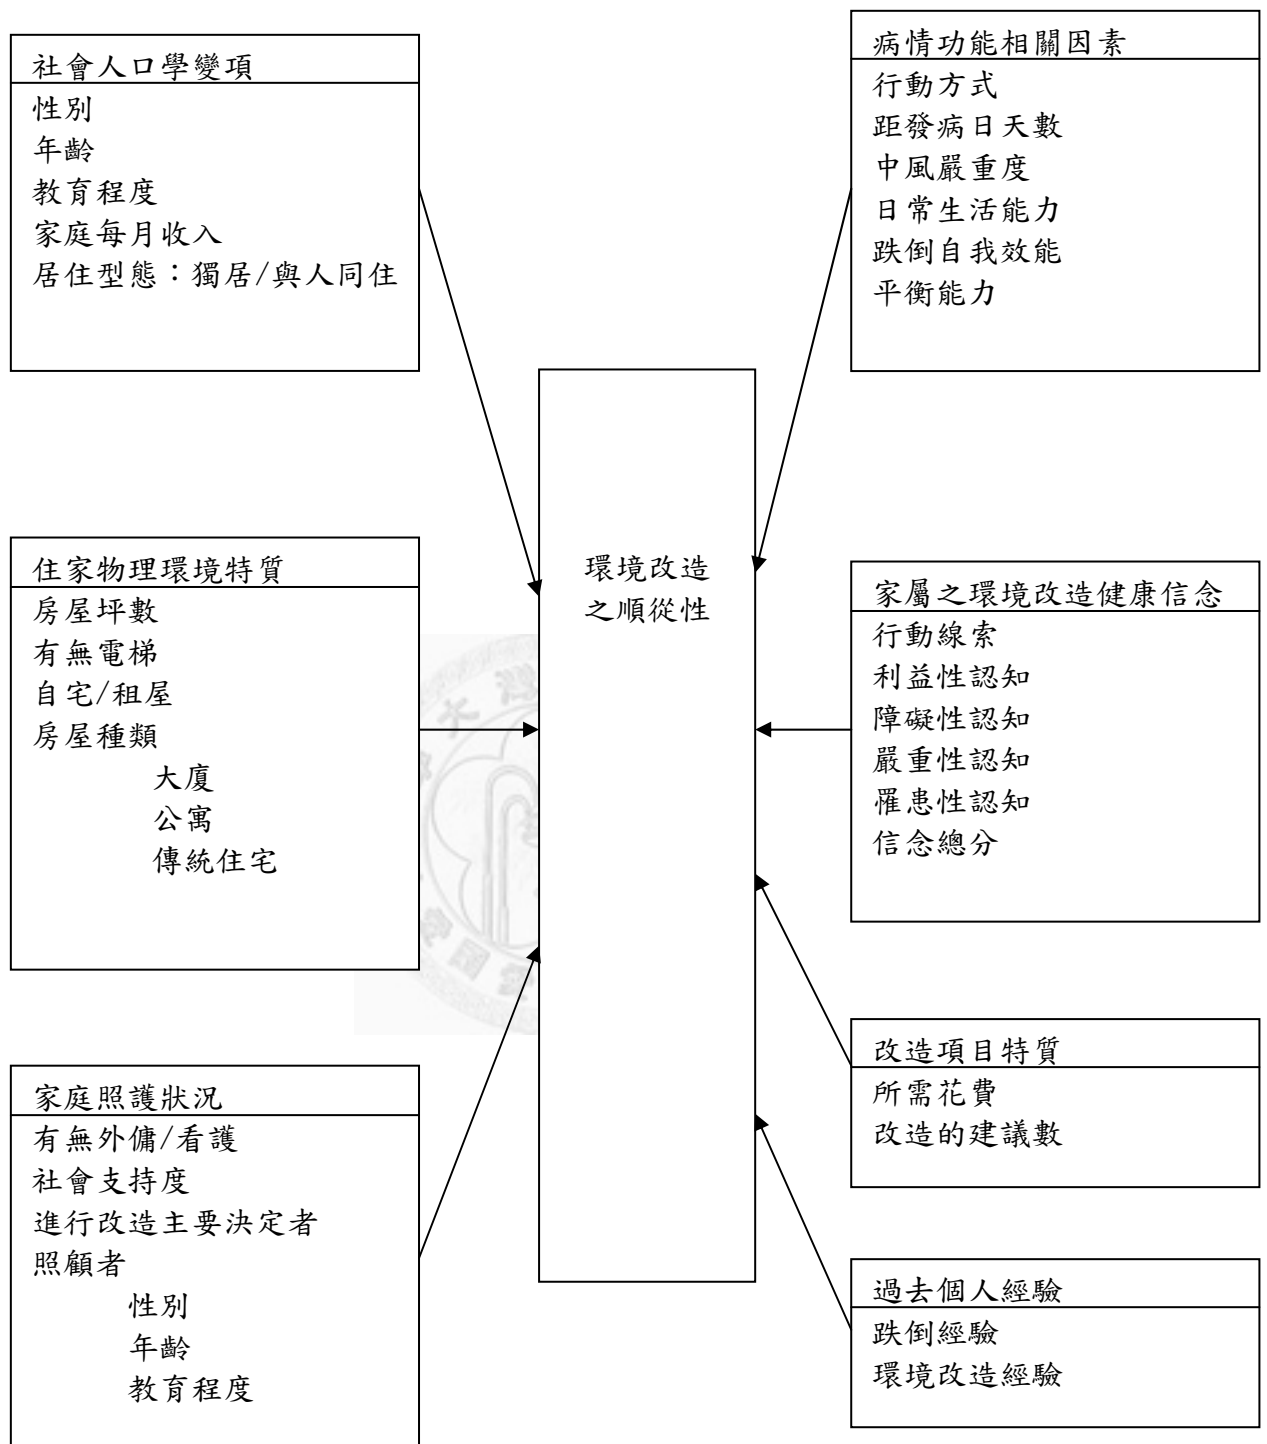 社會人口學變項
性別
年齡
教育程度
家庭每月收入
居住型態：獨居/與人同住
住家物理環境特質
房屋坪數
有無電梯
自宅/租屋
房屋種類
大廈
公寓
傳統住宅
家庭照護狀況
有無外傭/看護
社會支持度
進行改造主要決定者
照顧者
性別
年齡
教育程度
環境改造
之順從性
病情功能相關因素
行動方式
距發病日天數
中風嚴重度
日常生活能力
跌倒自我效能
平衡能力
家屬之環境改造健康信念
行動線索
利益性認知
障礙性認知
嚴重性認知
罹患性認知
信念總分
改造項目特質
所需花費
改造的建議數
過去個人經驗
跌倒經驗
環境改造經驗